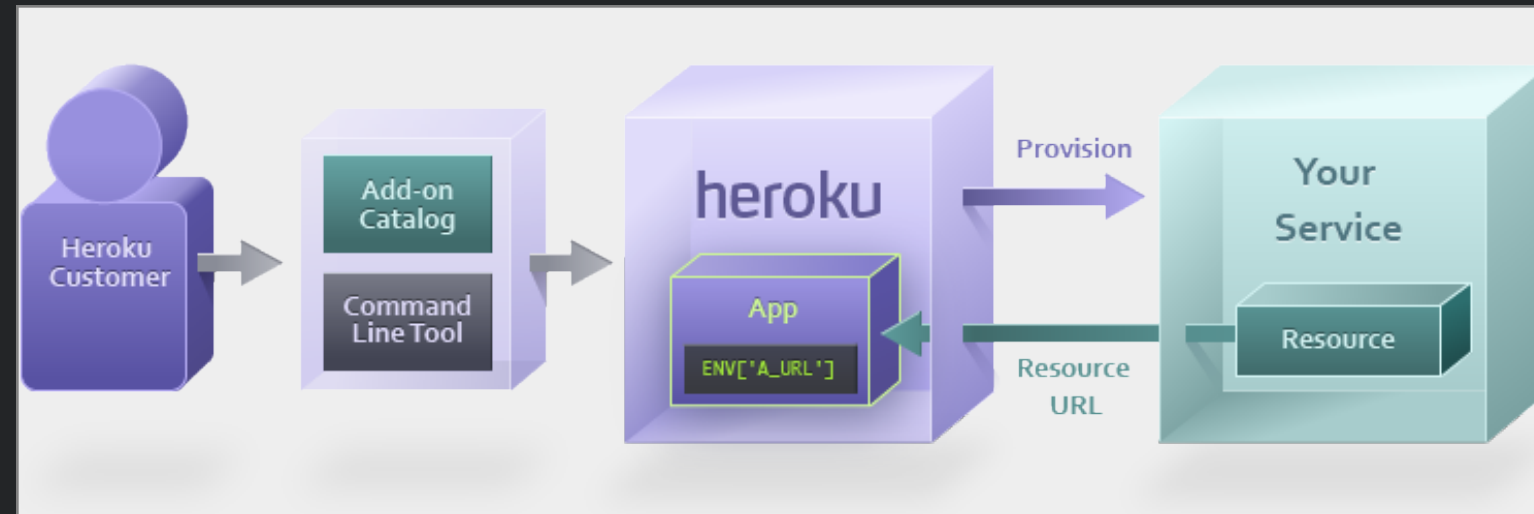 Heroku
Customer
Add-on
Catalog
Command
Line Tool
heroku
App
ENV['A_URL']
Provision
Resource
URL
Your
Service
Resource